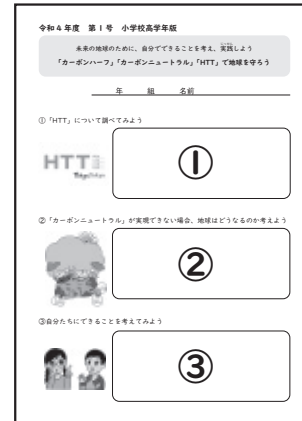 令和4年度 第1号 小学校高学年版
未来の地球のために、自分でできることを考え、実践しよう
「カーボンハーフ」「カーボンニュートラル」「HTT」で地球を守ろう
年 組 名前
①「HTT」について調べてみよう
HTT
①
②「カーボンニュートラル」が実現できない場合、地球はどうなるのか考えよう
②
③自分たちにできることを考えてみよう
③